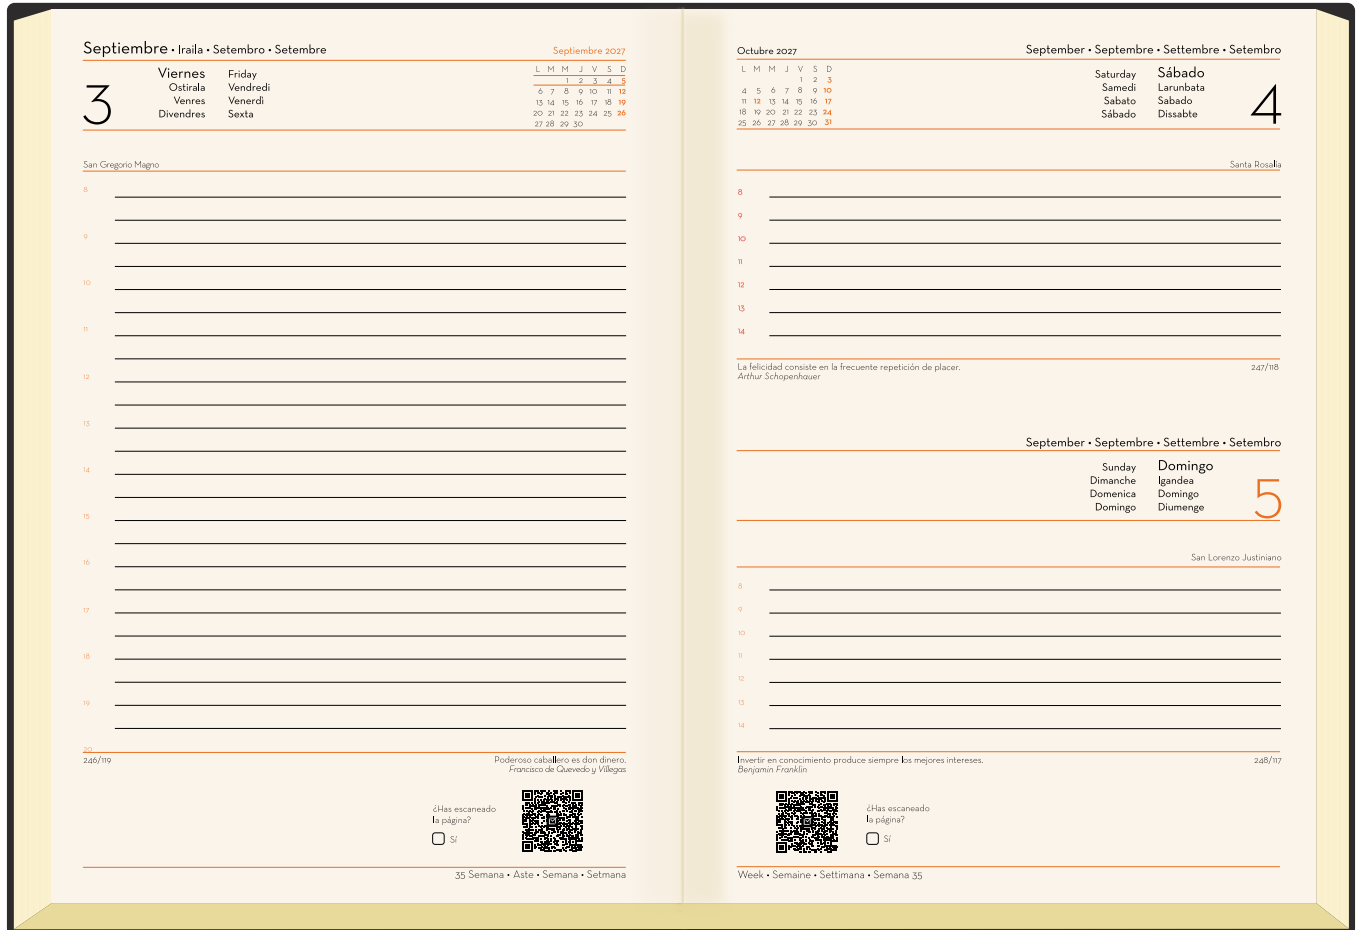 Septiembre • Iraila • Setembro • Setembre
Septiembre 2027
3
Viernes Friday
Ostirala Vendredi
Venres Venerdì
Divendres Sexta
L M M J V S D
1 2 3 4 5
6 7 8 9 10 11 12
13 14 15 16 17 18 19
20 21 22 23 24 25 26
27 28 29 30
San Gregorio Magno
8
9
10
11
12
13
14
15
16
17
18
19
20
246/119
Poderoso caballero es don dinero.
Francisco de Quevedo y Villegas
¿Has escaneado
la página?
Sí
35 Semana • Aste • Semana • Setmana
Octubre 2027
September • Septembre • Settembre • Setembro
L M M J V S D
1 2 3
4 5 6 7 8 9 10
11 12 13 14 15 16 17
18 19 20 21 22 23 24
25 26 27 28 29 30 31
Saturday Sábado
Samedi Larunbata
Sabato Sabado
Sábado Dissabte
4
Santa Rosalía
8
9
10
11
12
13
14
La felicidad consiste en la frecuente repetición de placer.
Arthur Schopenhauer
247/118
September • Septembre • Settembre • Setembro
Sunday Domingo
Dimanche Igandea
Domenica Domingo
Domingo Diumenge
5
San Lorenzo Justiniano
8
9
10
11
12
13
14
Invertir en conocimiento produce siempre los mejores intereses.
Benjamin Franklin
248/117
¿Has escaneado
la página?
Sí
Week • Semaine • Settimana • Semana 35